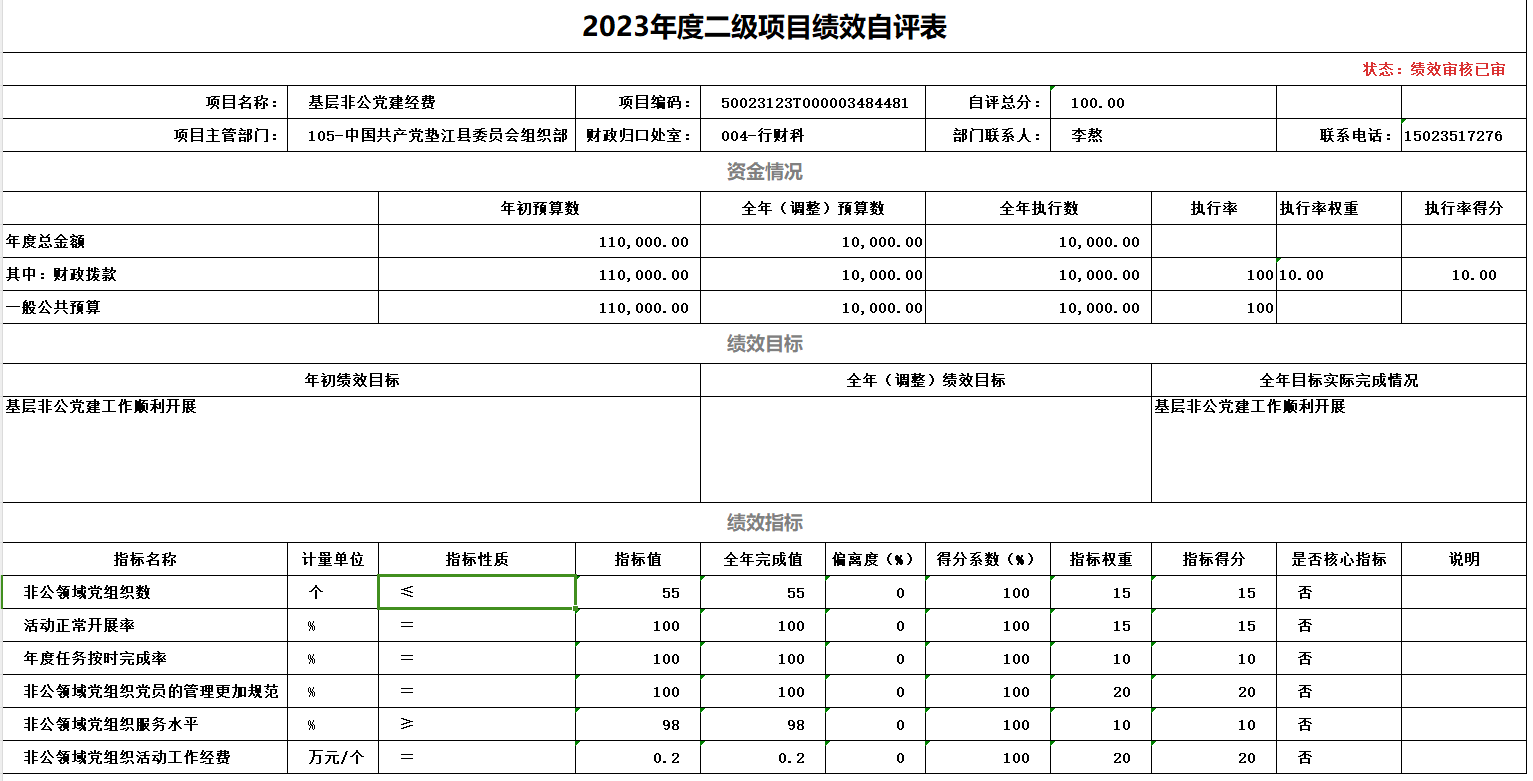 2023年度二级项目绩效自评表
状态：绩效审核已审
项目名称： 基层非公党建经费 项目编码： 50023123T000003484481 自评总分： 100.00
项目主管部门： 105-中国共产党垫江县委员会组织部 财政归口处室： 004-行财科 部门联系人： 李熬 联系电话： 15023517276
资金情况
年初预算数 全年（调整）预算数 全年执行数 执行率 执行率权重 执行率得分
年度总金额 110,000.00 10,000.00 10,000.00
其中：财政拨款 110,000.00 10,000.00 10,000.00 100 10.00 10.00
一般公共预算 110,000.00 10,000.00 10,000.00 100
绩效目标
年初绩效目标 全年（调整）绩效目标 全年目标实际完成情况
基层非公党建工作顺利开展 基层非公党建工作顺利开展
绩效指标
指标名称 计量单位 指标性质 指标值 全年完成值 偏离度（%） 得分系数（%） 指标权重 指标得分 是否核心指标 说明
非公领域党组织数 个 ≤ 55 55 0 100 15 15 否
活动正常开展率 % ＝ 100 100 0 100 15 15 否
年度任务按时完成率 % ＝ 100 100 0 100 10 10 否
非公领域党组织党员的管理更加规范 % ＝ 100 100 0 100 20 20 否
非公领域党组织服务水平 % ≥ 98 98 0 100 10 10 否
非公领域党组织活动工作经费 万元/个 ＝ 0.2 0.2 0 100 20 20 否